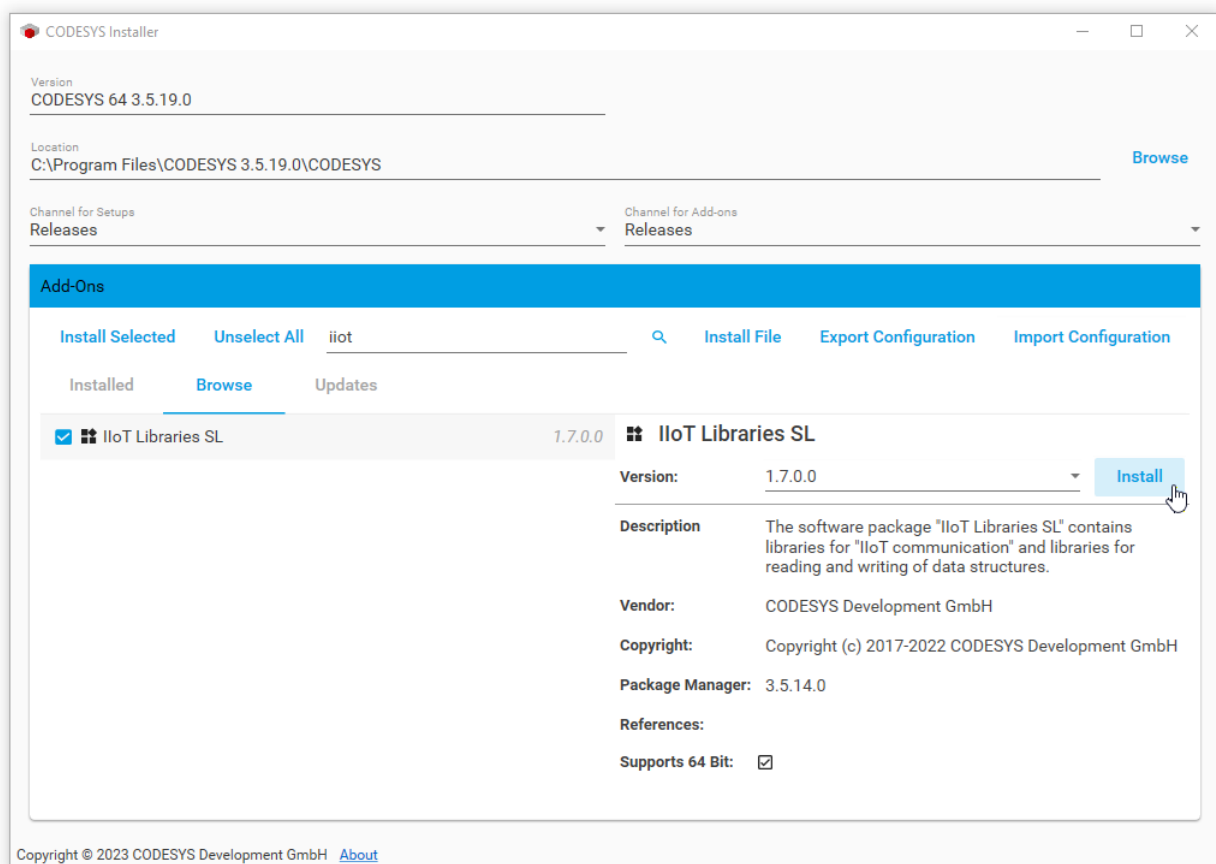 CODESYS Installer
Version
CODESYS 64 3.5.19.0
Location
C:\Program Files\CODESYS 3.5.19.0\CODESYS
Browse
Channel for Setups
Channel for Add-ons
Releases
Releases
Add-Ons
Install Selected
Unselect All
iiot
Install File
Export Configuration
Import Configuration
Installed
Browse
Updates
IIoT Libraries SL
1.7.0.0
IIoT Libraries SL
Version:
1.7.0.0
Install
Description
The software package "IIoT Libraries SL" contains
libraries for "IIoT communication" and libraries for
reading and writing of data structures.
Vendor:
CODESYS Development GmbH
Copyright:
Copyright (c) 2017-2022 CODESYS Development GmbH
Package Manager:
3.5.14.0
References:
Supports 64 Bit:
Copyright © 2023 CODESYS Development GmbH
About